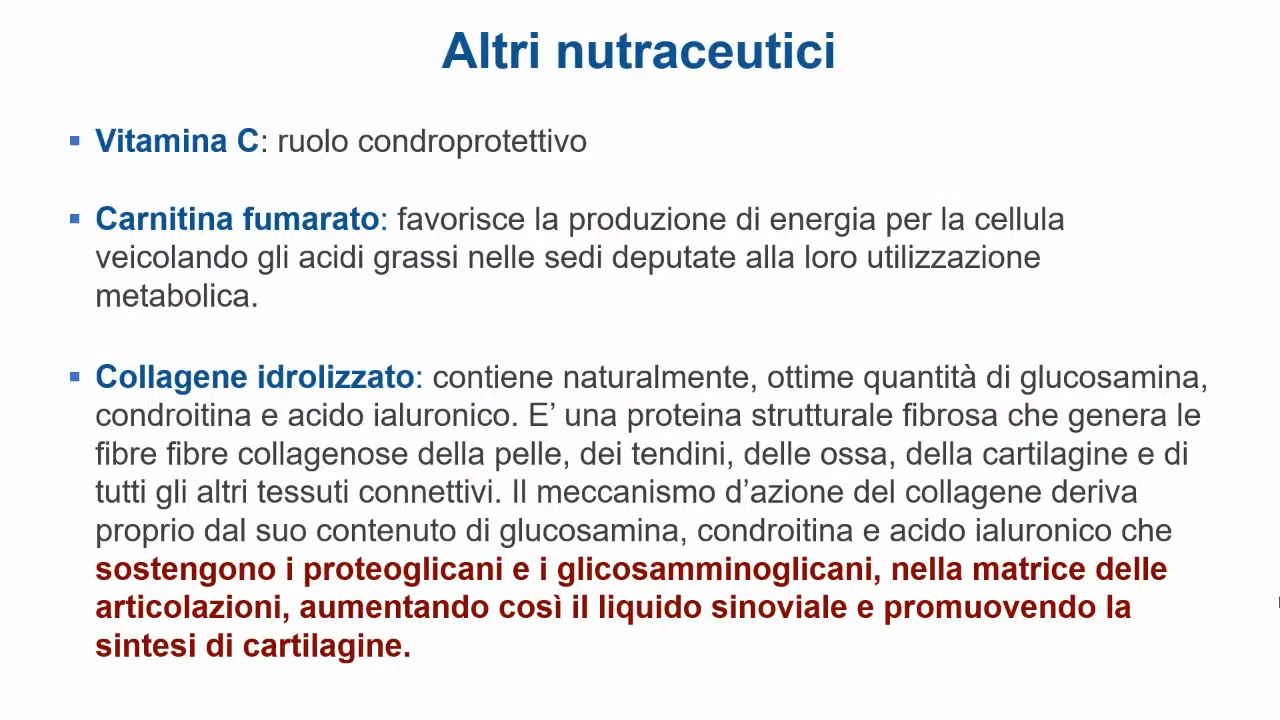 Altri nutraceutici
▪ Vitamina C: ruolo condroprotettivo
▪ Carnitina fumarato: favorisce la produzione di energia per la cellula
veicolando gli acidi grassi nelle sedi deputate alla loro utilizzazione
metabolica.
▪ Collagene idrolizzato: contiene naturalmente, ottime quantità di glucosamina,
condroitina e acido ialuronico. E’ una proteina strutturale fibrosa che genera le
fibre fibre collagenose della pelle, dei tendini, delle ossa, della cartilagine e di
tutti gli altri tessuti connettivi. Il meccanismo d’azione del collagene deriva
proprio dal suo contenuto di glucosamina, condroitina e acido ialuronico che
sostengono i proteoglicani e i glicosamminoglicani, nella matrice delle
articolazioni, aumentando così il liquido sinoviale e promuovendo la
sintesi di cartilagine.